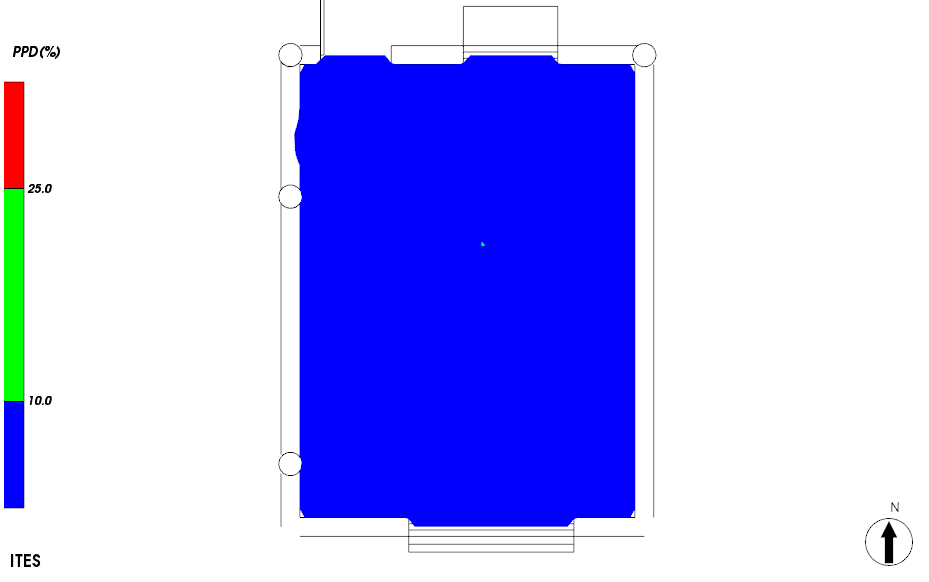 PPD(%)
25.0
10.0
N
ITES